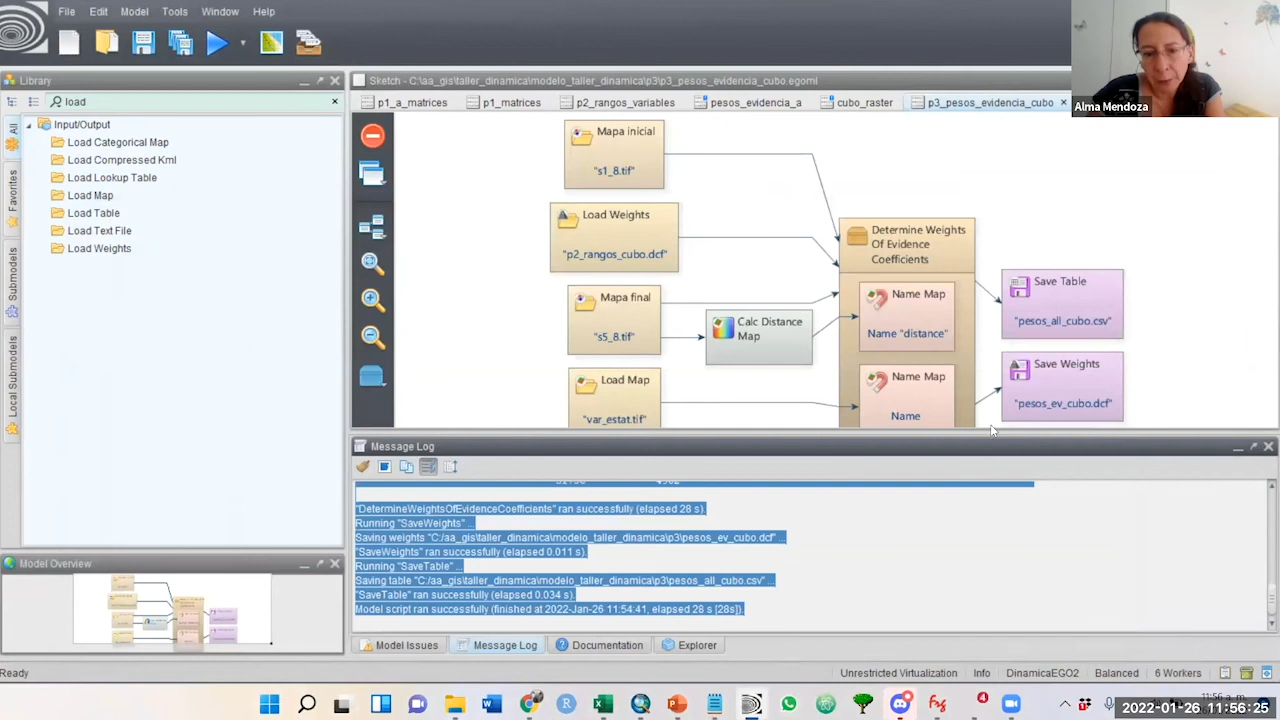 File Edit Model Tools Window Help
Library
load
All
Favorites
Submodels
Local Submodels
Input/Output
Load Categorical Map
Load Compressed Kml
Load Lookup Table
Load Map
Load Table
Load Text File
Load Weights
Model Overview
Sketch - C:\aa_gis\taller_dinamica\modelo_taller_dinamica\p3\p3_pesos_evidencia_cubo.egoml
p1_a_matrices p1_matrices p2_rangos_variables pesos_evidencia_a cubo_raster p3_pesos_evidencia_cubo
Alma Mendoza
Mapa inicial
"s1_8.tif"
Load Weights
"p2_rangos_cubo.dcf"
Mapa final
"s5_8.tif"
Calc Distance
Map
Load Map
"var_estat.tif"
Determine Weights
Of Evidence
Coefficients
Name Map
Name "distance"
Name Map
Name
Save Table
"pesos_all_cubo.csv"
Save Weights
"pesos_ev_cubo.dcf"
Message Log
"DetermineWeightsOfEvidenceCoefficients" ran successfully (elapsed 28 s).
Running "SaveWeights" ...
Saving weights "C:/aa_gis/taller_dinamica\modelo_taller_dinamica\p3\pesos_ev_cubo.dcf" ...
"SaveWeights" ran successfully (elapsed 0.011 s).
Running "SaveTable" ...
Saving table "C:/aa_gis/taller_dinamica\modelo_taller_dinamica\p3\pesos_all_cubo.csv" ...
"SaveTable" ran successfully (elapsed 0.034 s).
Model script ran successfully (finished at 2022-Jan-26 11:54:41, elapsed 28 s [28s]).
Model Issues Message Log Documentation Explorer
Ready
Unrestricted Virtualization Info DinamicaEGO2 Balanced 6 Workers
4
11:56 a. m.
2022-01-26 11:56:25